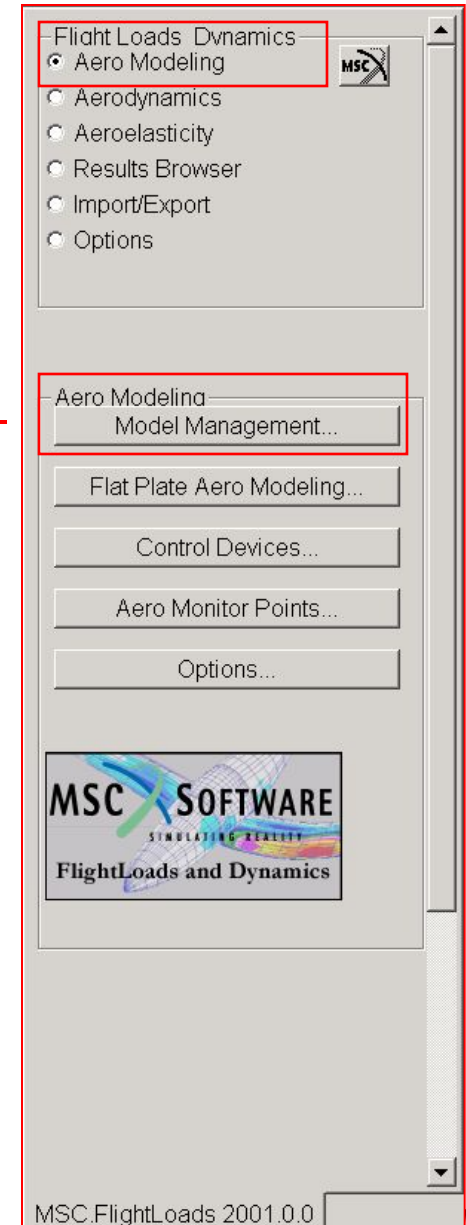 Flight Loads Dynamics
Aero Modeling
MSC
Aerodynamics
Aeroelasticity
Results Browser
Import/Export
Options
Aero Modeling
Model Management...
Flat Plate Aero Modeling...
Control Devices...
Aero Monitor Points...
Options...
MSC SOFTWARE
SIMULATING REALITY
FlightLoads and Dynamics
MSC.FlightLoads 2001.0.0